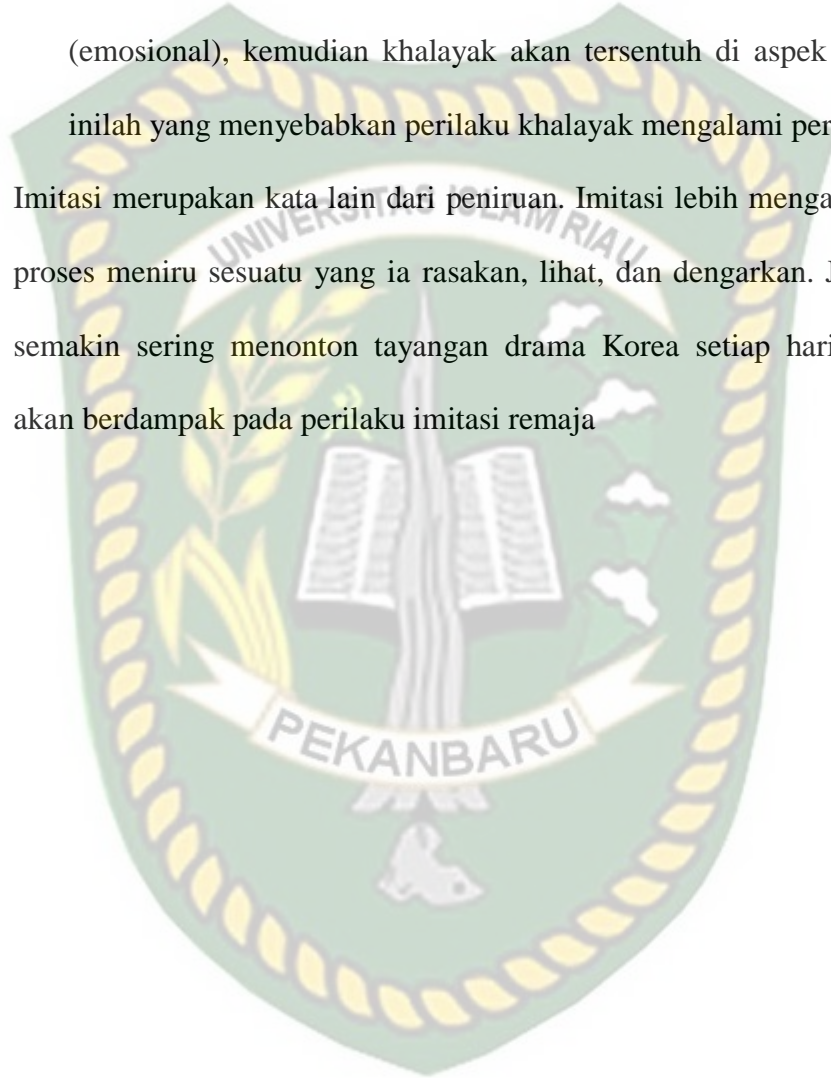 (emosional), kemudian khalayak akan tersentuh di aspek
inilah yang menyebabkan perilaku khalayak mengalami per
Imitasi merupakan kata lain dari peniruan. Imitasi lebih menga
proses meniru sesuatu yang ia rasakan, lihat, dan dengarkan. J
semakin sering menonton tayangan drama Korea setiap hari
akan berdampak pada perilaku imitasi remaja
UNIVERSITAS ISLAM RIAU
PEKANBARU